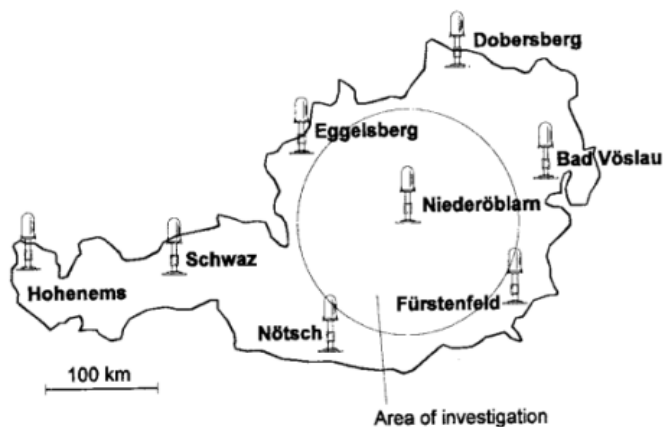 Dobersberg
Eggelsberg
Bad Vöslau
Niederöblarn
Schwaz
Hohenems
Fürstenfeld
Nötsch
100 km
Area of investigation